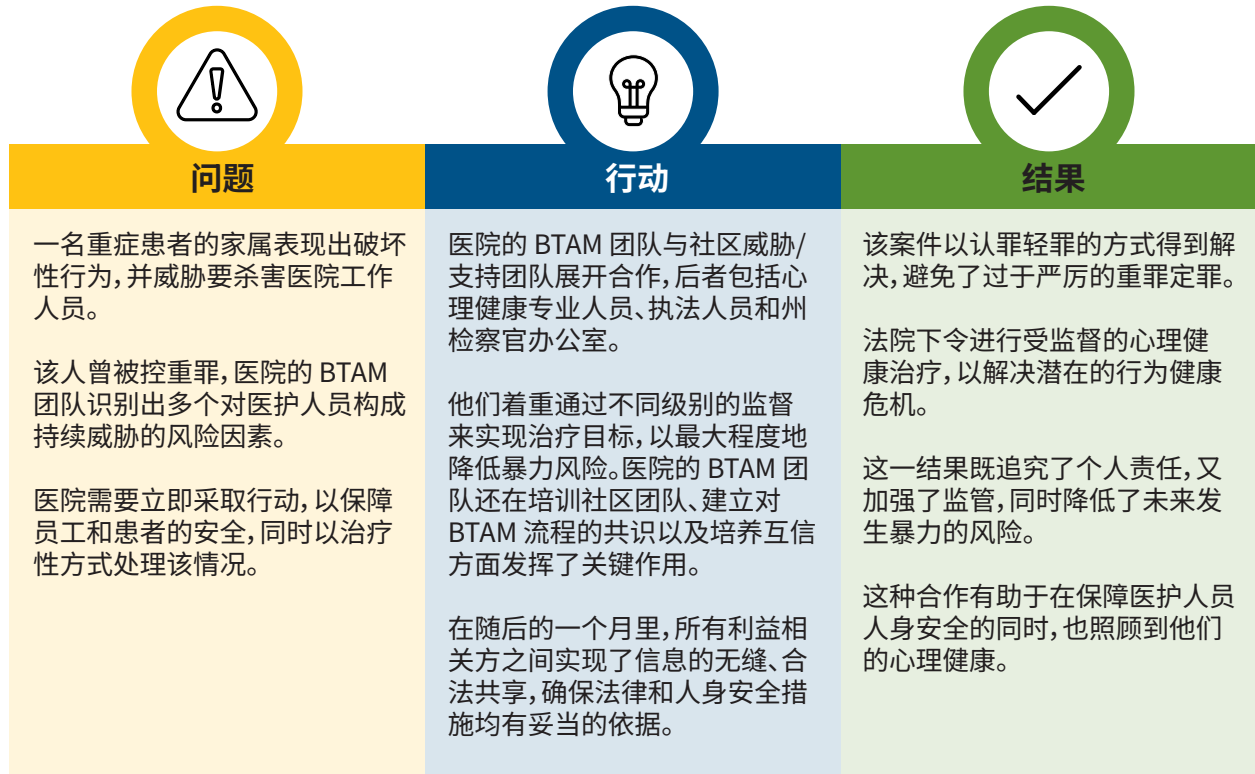 问题
一名重症患者的家属表现出破坏
性行为，并威胁要杀害医院工作
人员。
该人曾被控重罪，医院的 BTAM
团队识别出多个对医护人员构成
持续威胁的风险因素。
医院需要立即采取行动，以保障
员工和患者的安全，同时以治疗
性方式处理该情况。
行动
医院的 BTAM 团队与社区威胁/
支持团队展开合作，后者包括心
理健康专业人员、执法人员和州
检察官办公室。
他们着重通过不同级别的监督
来实现治疗目标，以最大程度地
降低暴力风险。医院的 BTAM 团
队还在培训社区团队、建立对
BTAM 流程的共识以及培养互信
方面发挥了关键作用。
在随后的一个月里，所有利益相
关方之间实现了信息的无缝、合
法共享，确保法律和人身安全措
施均有妥当的依据。
结果
该案件以认罪轻罪的方式得到解
决，避免了过于严厉的重罪定罪。
法院下令进行受监督的心理健
康治疗，以解决潜在的行为健康
危机。
这一结果既追究了个人责任，又
加强了监管，同时降低了未来发
生暴力的风险。
这种合作有助于在保障医护人员
人身安全的同时，也照顾到他们
的心理健康。